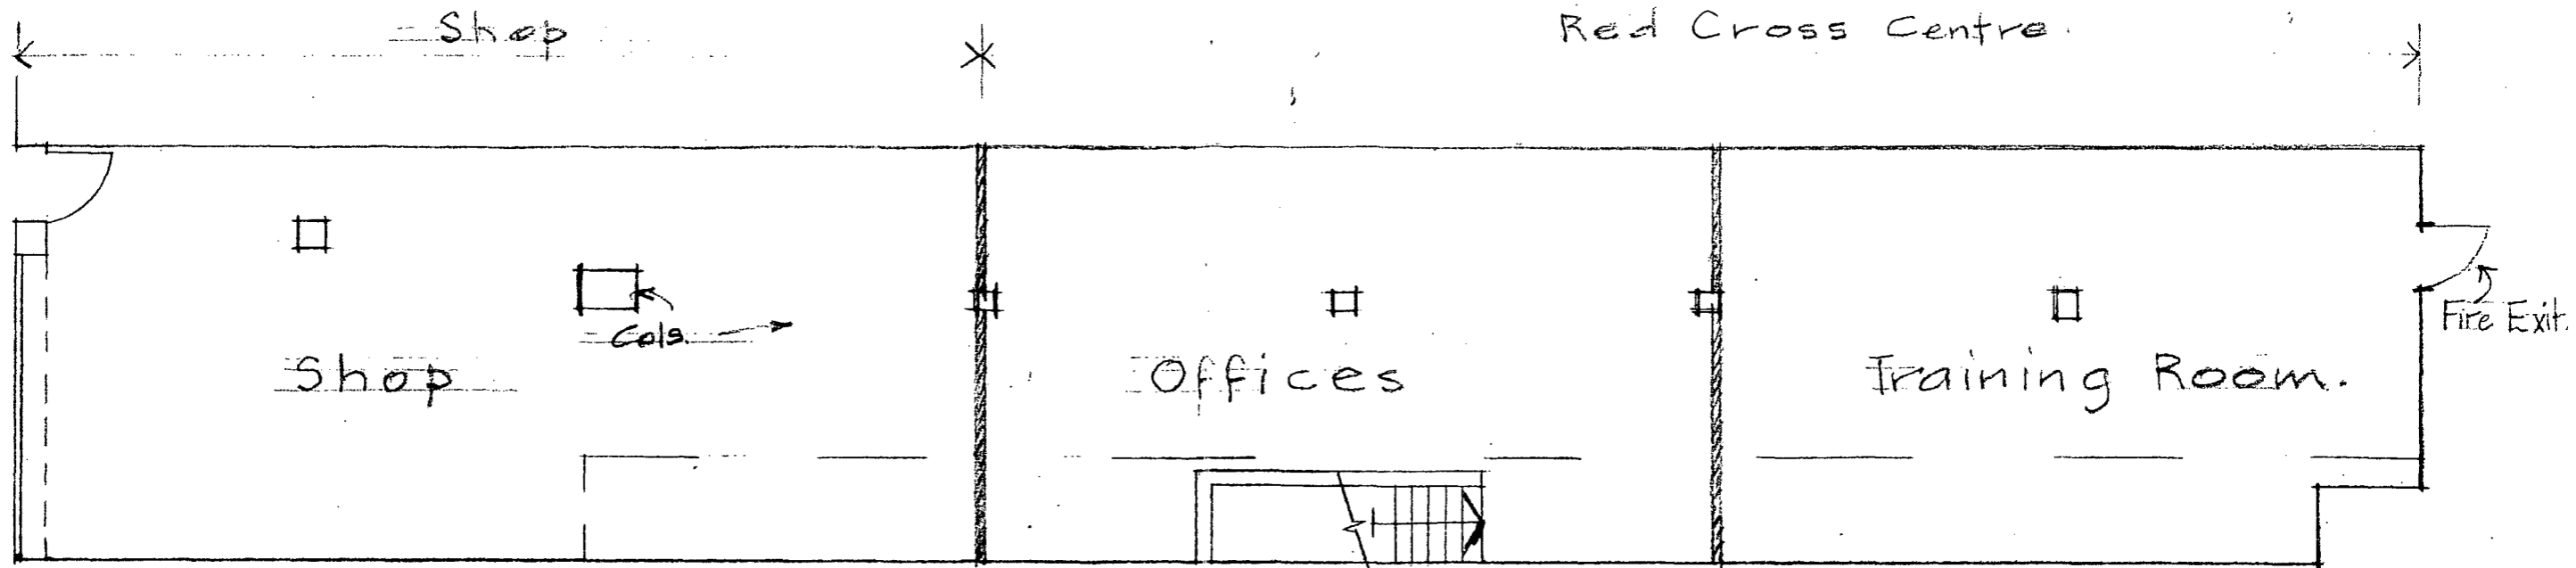 Shop
Red Cross Centre.
Cols.
Fire Exit.
Shop
Offices
Training Room.